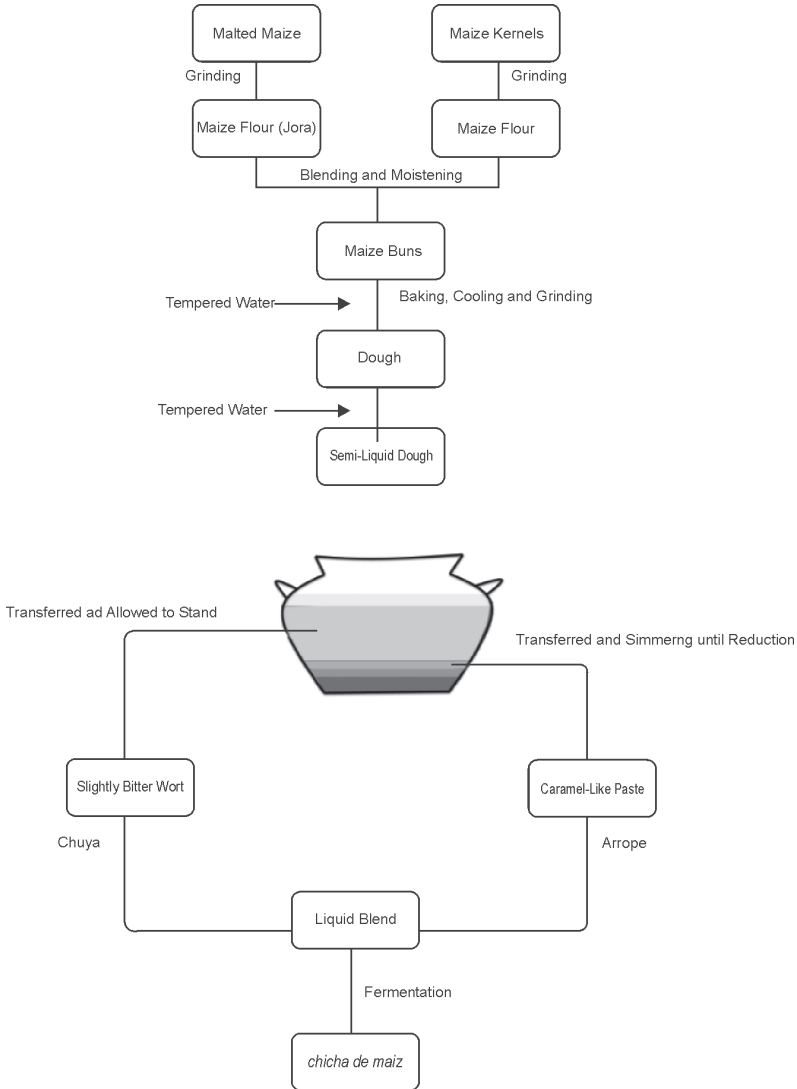 Malted Maize
Maize Kernels
Grinding
Grinding
Maize Flour (Jora)
Maize Flour
Blending and Moistening
Maize Buns
Baking, Cooling and Grinding
Tempered Water
Dough
Tempered Water
Semi-Liquid Dough
Transferred ad Allowed to Stand
Transferred and Simmerng until Reduction
Slightly Bitter Wort
Caramel-Like Paste
Chuya
Arrope
Liquid Blend
Fermentation
chicha de maiz